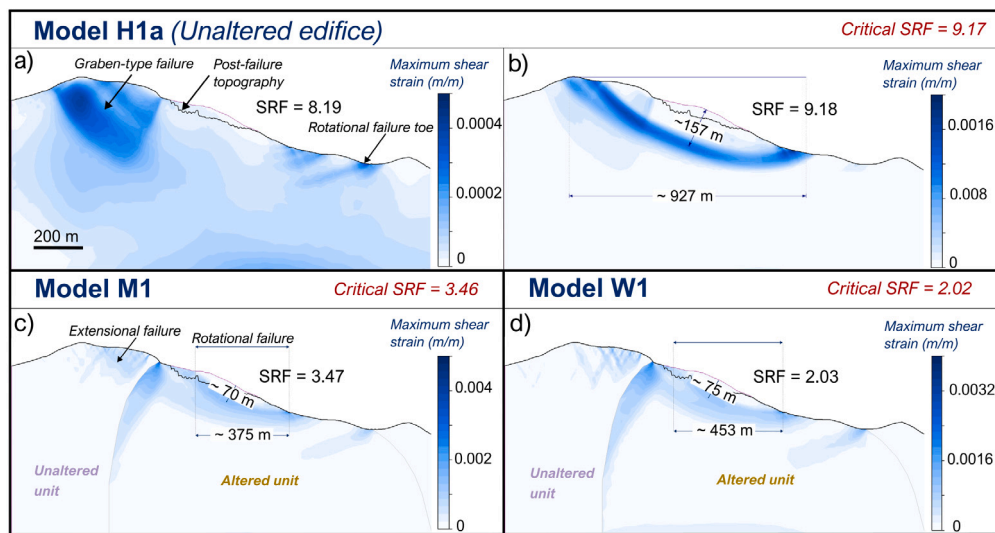 Model H1a (Unaltered edifice)
Critical SRF = 9.17
a)
Graben-type failure
Post-failure
topography
Maximum shear
strain (m/m)
SRF = 8.19
Rotational failure toe
0.0004
0.0002
0
200 m
b)
Maximum shear
strain (m/m)
SRF = 9.18
~157 m
~ 927 m
0.0016
0.008
0
Model M1
Critical SRF = 3.46
c)
Extensional failure
Rotational failure
Maximum shear
strain (m/m)
SRF = 3.47
~ 70 m
~ 375 m
0.004
0.002
0
Unaltered
unit
Altered unit
Model W1
Critical SRF = 2.02
d)
Maximum shear
strain (m/m)
SRF = 2.03
~ 75 m
~ 453 m
0.0032
0.0016
0
Unaltered
unit
Altered unit